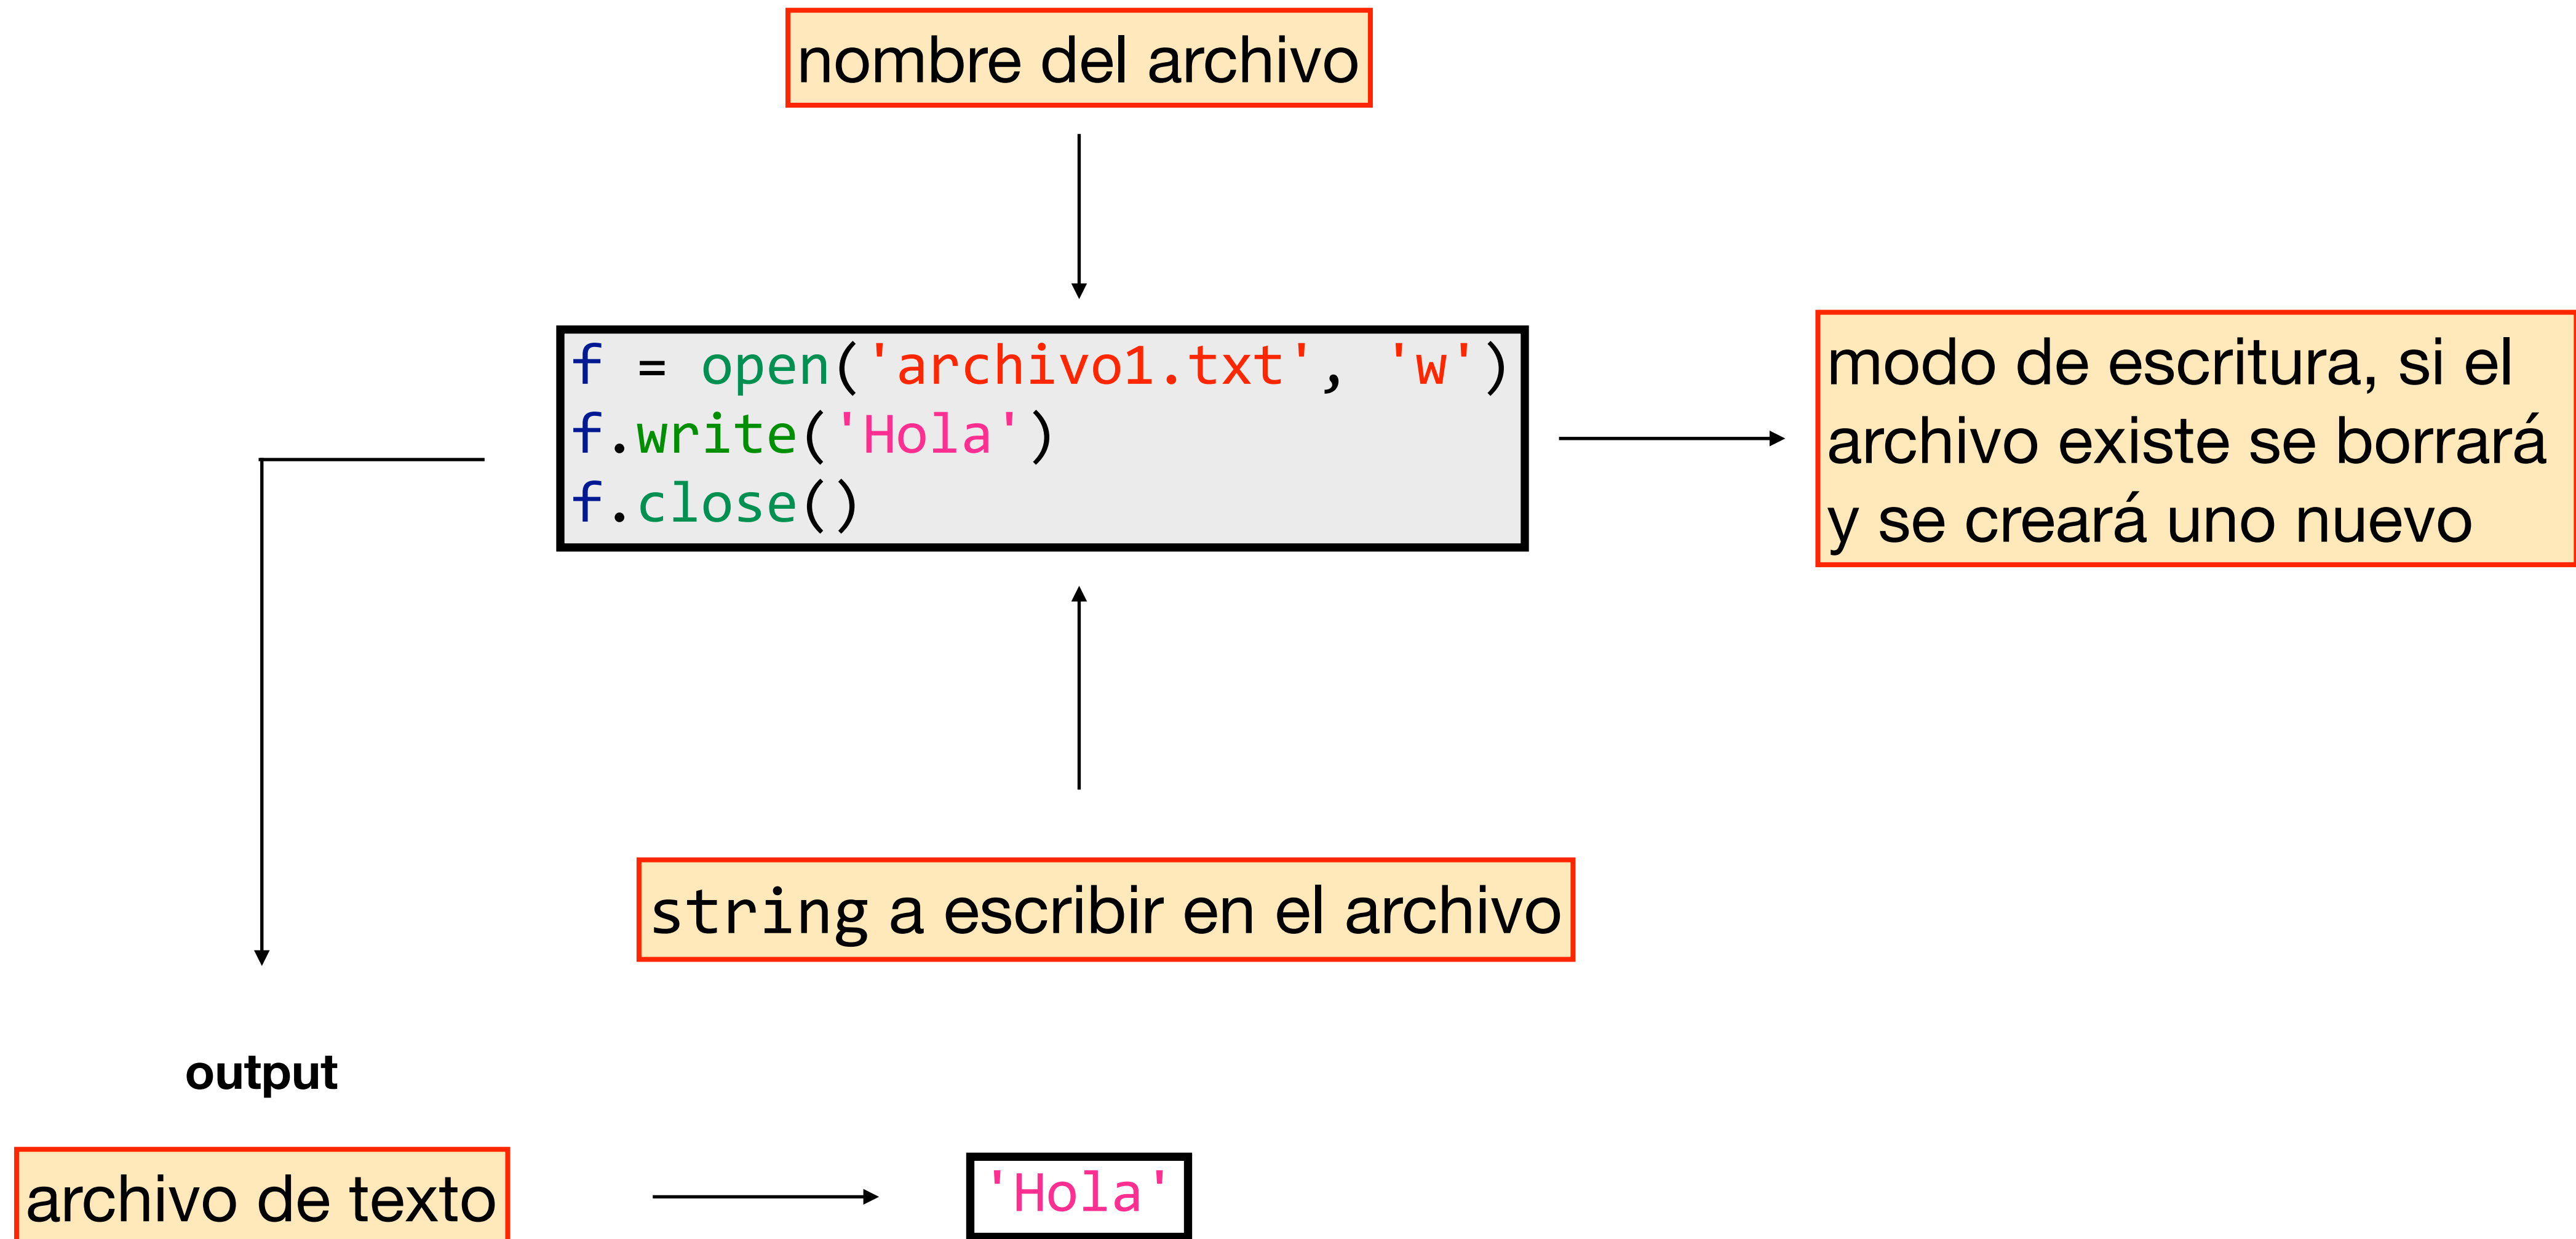 nombre del archivo
f = open('archivo1.txt', 'w')
f.write('Hola')
f.close()
modo de escritura, si el
archivo existe se borrará
y se creará uno nuevo
string a escribir en el archivo
output
archivo de texto
'Hola'